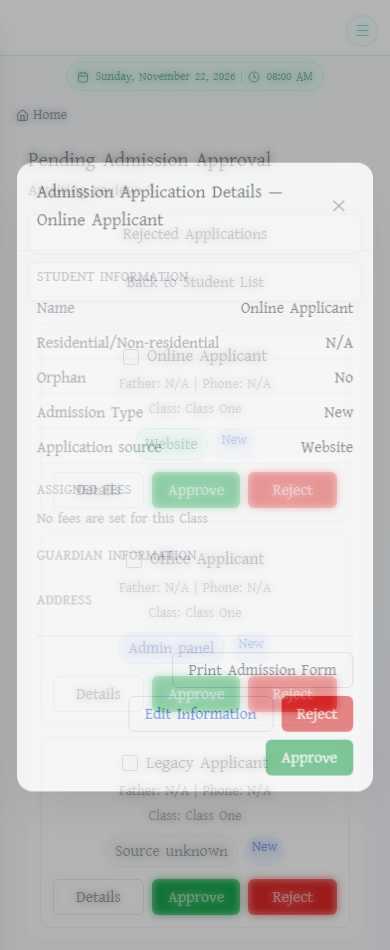 Sunday, November 22, 2026 | 08:00 AM
Home
Pending Admission Approval
Admission Application Details —
Online Applicant
Rejected Applications
Back to Student List
STUDENT INFORMATION
Name Online Applicant
Residential/Non-residential N/A
Online Applicant
Orphan No
Father: N/A | Phone: N/A
Class: Class One
Admission Type New
Website New
Application source Website
Details Approve Reject
ASSIGNED FEES
No fees are set for this Class
GUARDIAN INFORMATION
Office Applicant
Father: N/A | Phone: N/A
ADDRESS
Class: Class One
Admin panel New
Print Admission Form
Details Approve Reject
Edit Information Reject
Approve
Legacy Applicant
Father: N/A | Phone: N/A
Class: Class One
Source unknown New
Details Approve Reject